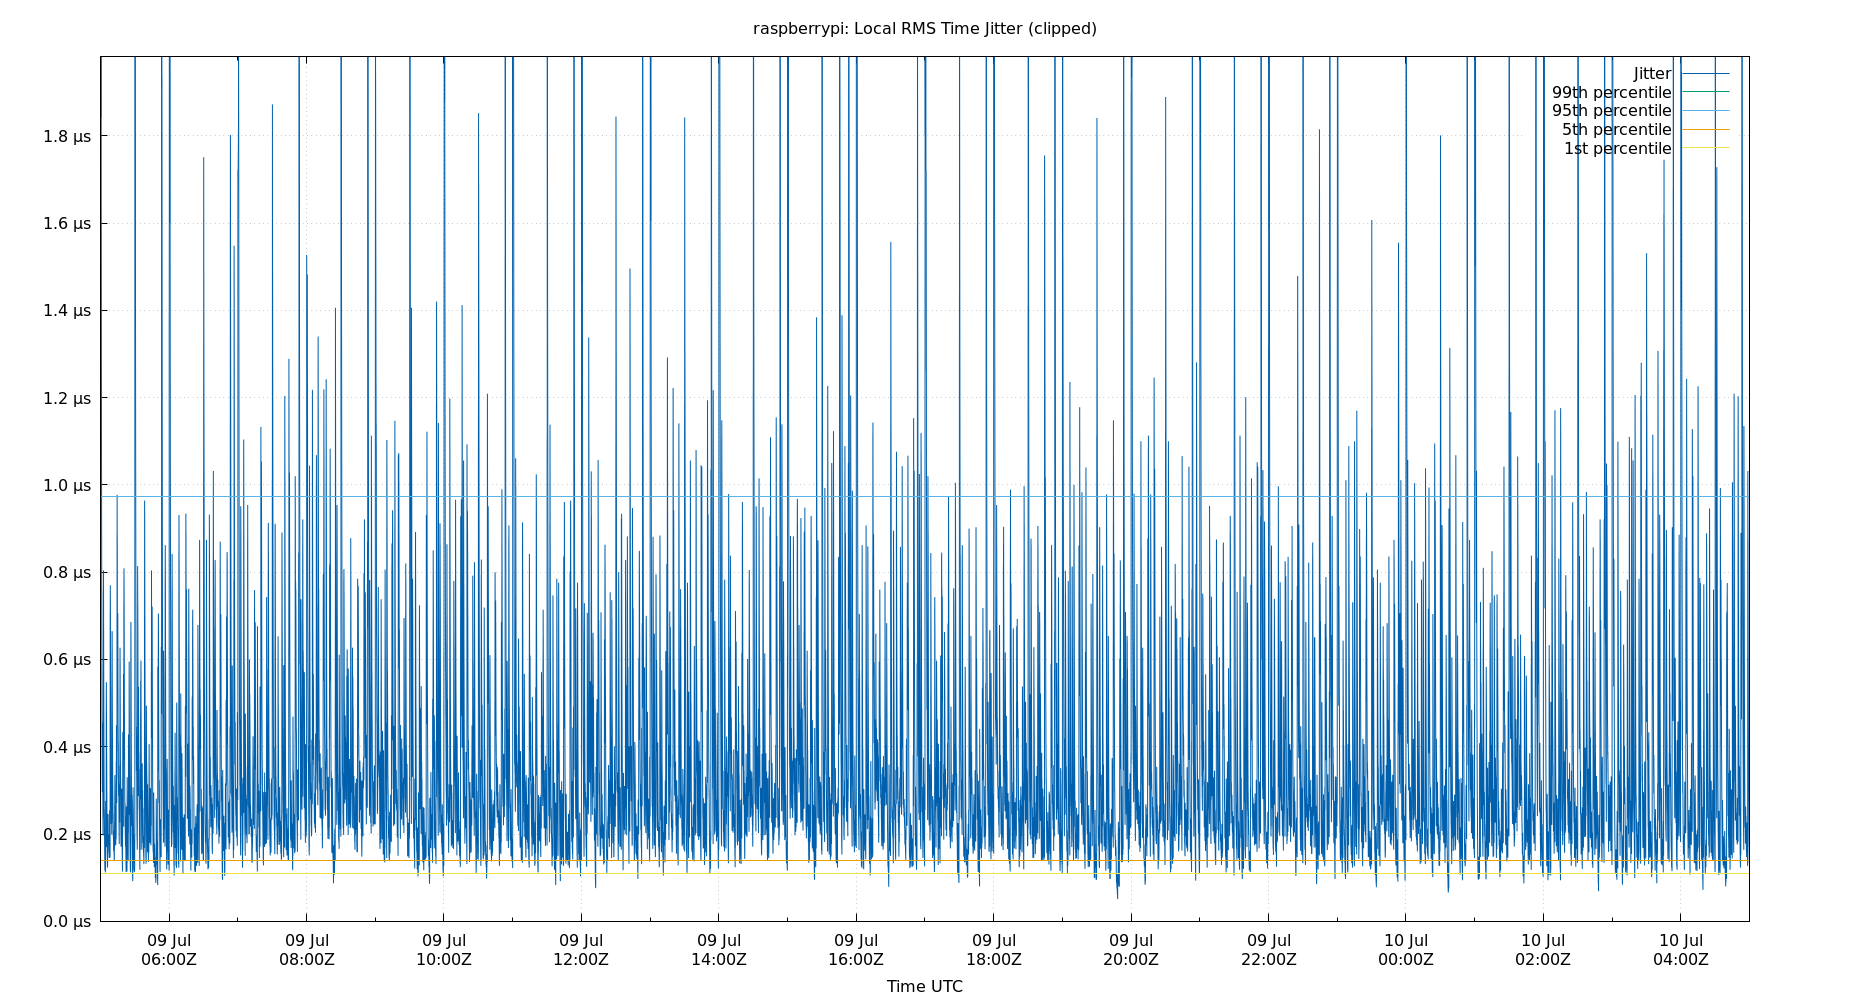 raspberrypi: Local RMS Time Jitter (clipped)
Jitter
99th percentile
95th percentile
5th percentile
1st percentile
1.8 µs
1.6 µs
1.4 µs
1.2 µs
1.0 µs
0.8 µs
0.6 µs
0.4 µs
0.2 µs
0.0 µs
09 Jul 09 Jul 09 Jul 09 Jul 09 Jul 09 Jul 09 Jul 09 Jul 09 Jul 10 Jul 10 Jul 10 Jul
06:00Z 08:00Z 10:00Z 12:00Z 14:00Z 16:00Z 18:00Z 20:00Z 22:00Z 00:00Z 02:00Z 04:00Z
Time UTC